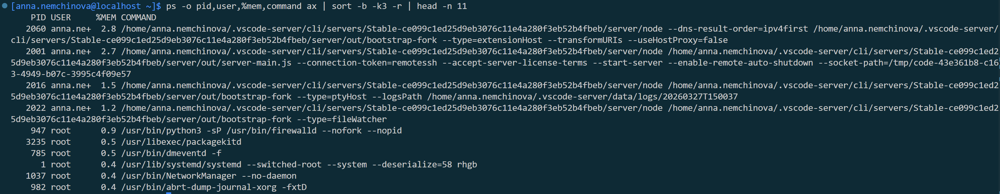 [anna.nemchinova@localhost ~]$ ps -o pid,user,%mem,command ax | sort -b -k3 -r | head -n 11
    PID USER     %MEM COMMAND
   2060 anna.ne+  2.8 /home/anna.nemchinova/.vscode-server/cli/servers/Stable-ce099c1ed25d9eb3076c11e4a280f3eb52b4fbeb/server/node --dns-result-order=ipv4first /home/anna.nemchinova/.vscode-server/
cli/servers/Stable-ce099c1ed25d9eb3076c11e4a280f3eb52b4fbeb/server/out/bootstrap-fork --type=extensionHost --transformURIs --useHostProxy=false
   2001 anna.ne+  2.7 /home/anna.nemchinova/.vscode-server/cli/servers/Stable-ce099c1ed25d9eb3076c11e4a280f3eb52b4fbeb/server/node /home/anna.nemchinova/.vscode-server/cli/servers/Stable-ce099c1ed2
5d9eb3076c11e4a280f3eb52b4fbeb/server/out/server-main.js --connection-token=remotessh --accept-server-license-terms --start-server --enable-remote-auto-shutdown --socket-path=/tmp/code-43e361b8-c16
3-4949-b07c-3995c4f09e57
   2016 anna.ne+  1.5 /home/anna.nemchinova/.vscode-server/cli/servers/Stable-ce099c1ed25d9eb3076c11e4a280f3eb52b4fbeb/server/node /home/anna.nemchinova/.vscode-server/cli/servers/Stable-ce099c1ed2
5d9eb3076c11e4a280f3eb52b4fbeb/server/out/bootstrap-fork --type=ptyHost --logsPath /home/anna.nemchinova/.vscode-server/data/logs/20260327T150037
   2022 anna.ne+  1.2 /home/anna.nemchinova/.vscode-server/cli/servers/Stable-ce099c1ed25d9eb3076c11e4a280f3eb52b4fbeb/server/node /home/anna.nemchinova/.vscode-server/cli/servers/Stable-ce099c1ed2
5d9eb3076c11e4a280f3eb52b4fbeb/server/out/bootstrap-fork --type=fileWatcher
    947 root      0.9 /usr/bin/python3 -sP /usr/bin/firewalld --nofork --nopid
   3235 root      0.5 /usr/libexec/packagekitd
    785 root      0.5 /usr/bin/dmeventd -f
      1 root      0.4 /usr/lib/systemd/systemd --switched-root --system --deserialize=58 rhgb
   1037 root      0.4 /usr/bin/NetworkManager --no-daemon
    982 root      0.4 /usr/bin/abrt-dump-journal-xorg -fxtD